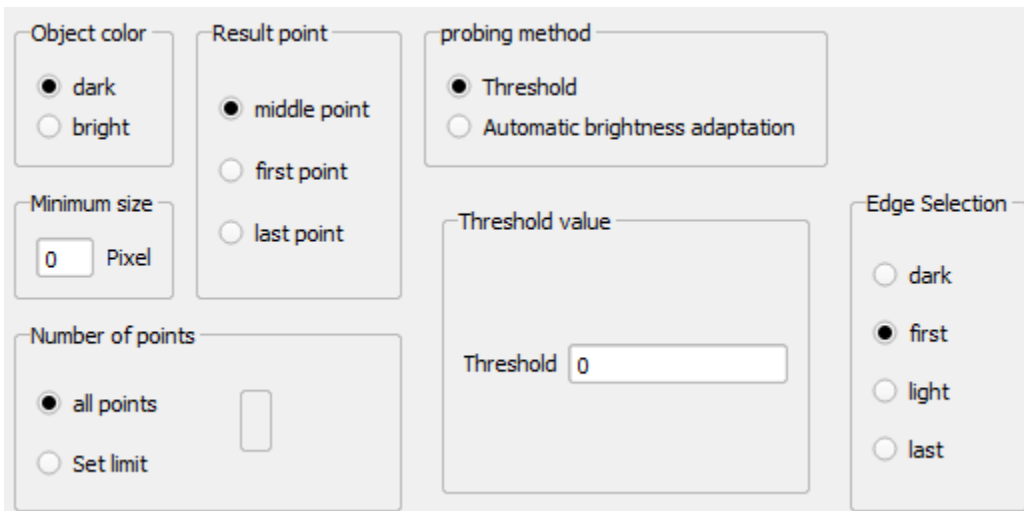 Object color
dark
bright
Result point
middle point
first point
last point
probing method
Threshold
Automatic brightness adaptation
Minimum size
0 Pixel
Threshold value
Threshold 0
Edge Selection
dark
first
light
last
Number of points
all points
Set limit